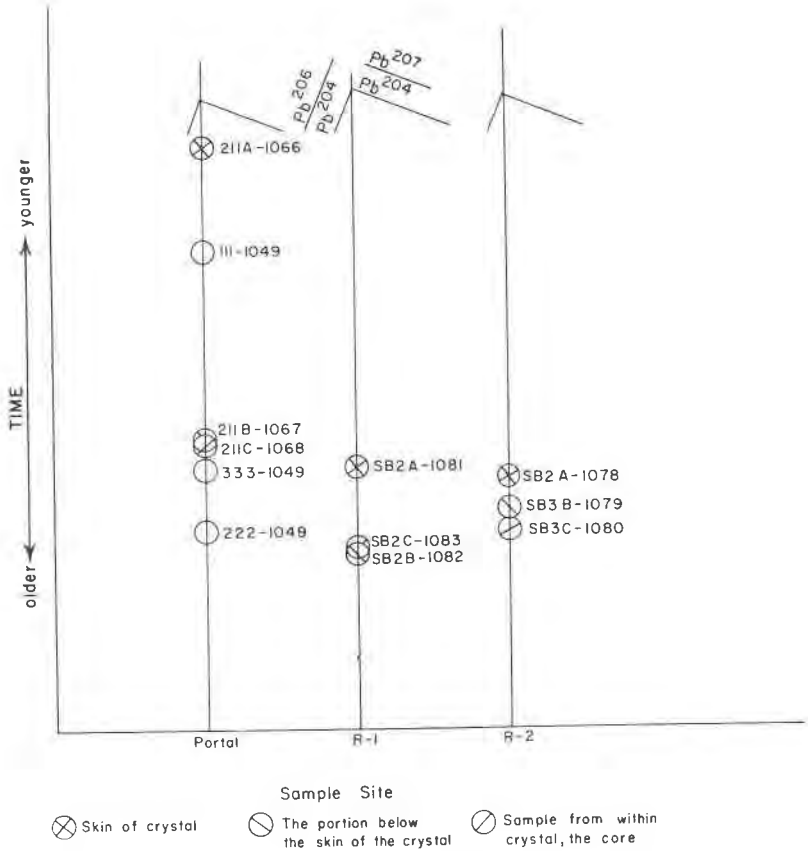 Pb206
Pb204
Pb207
Pb204
211A-1066
111-1049
211B-1067
211C-1068
333-1049
222-1049
SB2A-1081
SB2C-1083
SB2B-1082
SB2A-1078
SB3B-1079
SB3C-1080
younger
TIME
older
Portal
R-1
R-2
Sample Site
Skin of crystal
The portion below
the skin of the crystal
Sample from within
crystal, the core